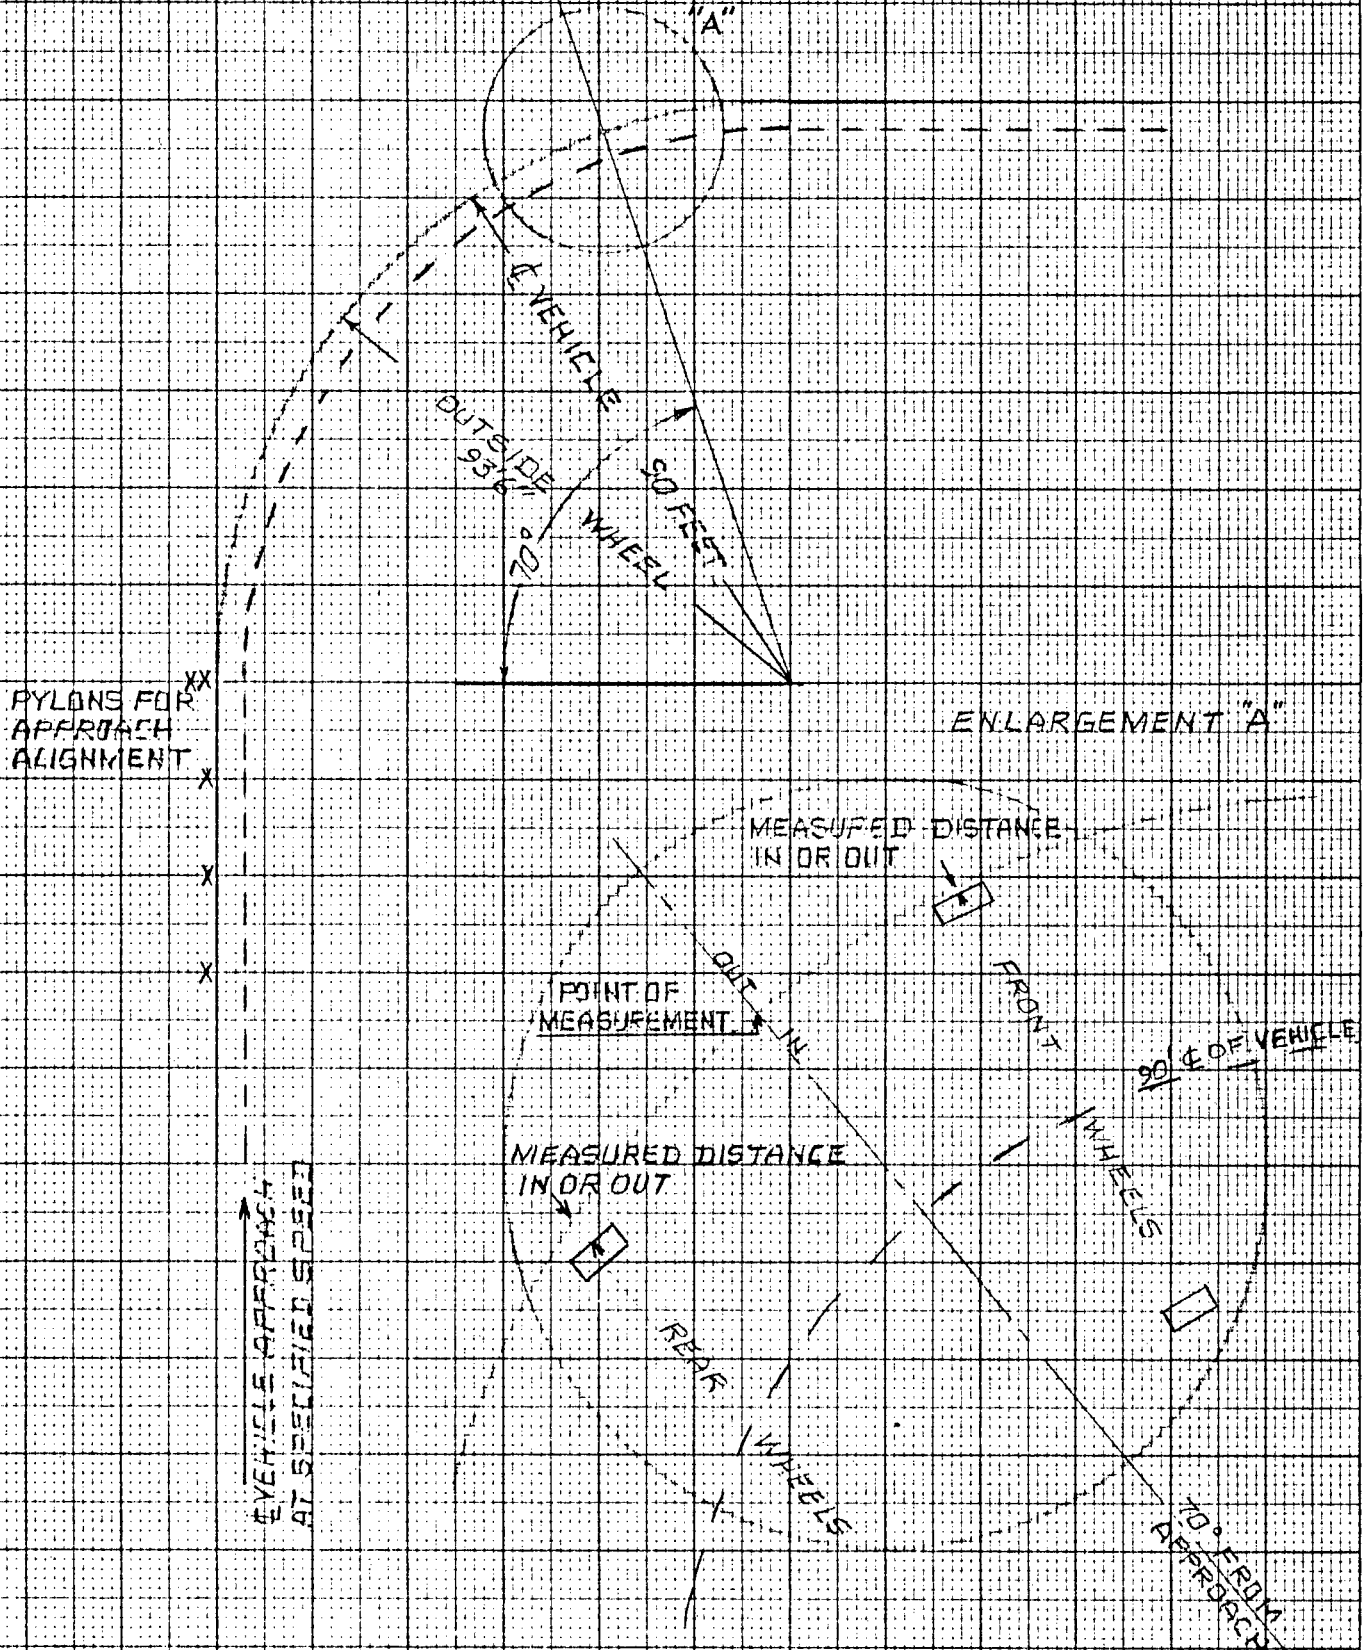 "A"
℄ VEHICLE
90 FEET
OUTSIDE
93'6"
WHEEL
70°
XX
PYLONS FOR
APPROACH
ALIGNMENT
X
X
X
℄ VEHICLE APPROACH
AT SPECIFIED SPEED
ENLARGEMENT "A"
MEASURED DISTANCE
IN OR OUT
OUT
IN
POINT OF
MEASUREMENT
FRONT
WHEELS
90' ℄ OF VEHICLE
MEASURED DISTANCE
IN OR OUT
REAR
WHEELS
70° FROM
APPROACH